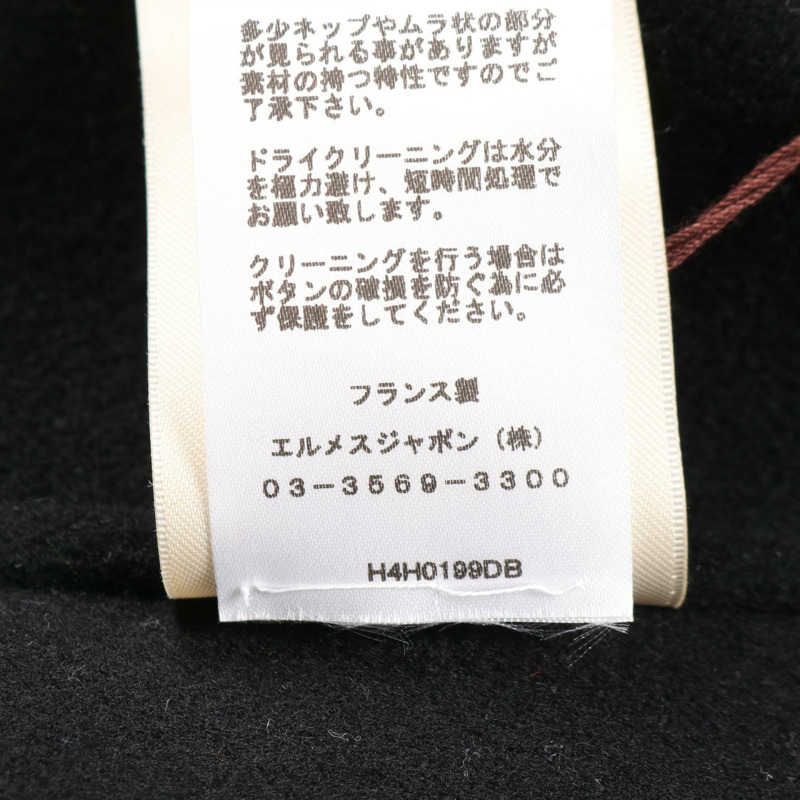 多少ネップやムラ状の部分
が見られる事がありますが
素材の持つ特性ですのでご
了承下さい。
ドライクリーニングは水分
を極力避け、短時間処理で
お願い致します。
クリーニングを行う場合は
ボタンの破損を防ぐ為に必
ず保護をしてください。
フランス製
エルメスジャポン（株）
03-3569-3300
H4H0199DB